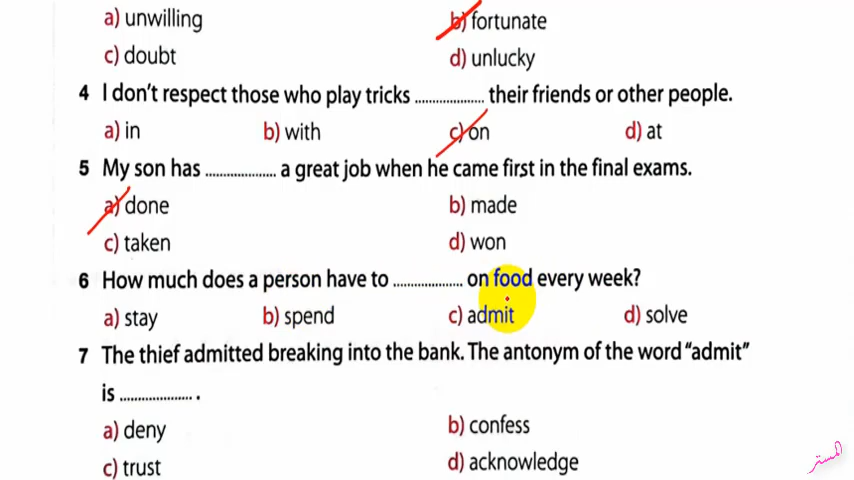 a) unwilling b) fortunate
c) doubt d) unlucky
4 I don't respect those who play tricks .................... their friends or other people.
a) in b) with c) on d) at
5 My son has .................... a great job when he came first in the final exams.
a) done b) made
c) taken d) won
6 How much does a person have to .................... on food every week?
a) stay b) spend c) admit d) solve
7 The thief admitted breaking into the bank. The antonym of the word "admit"
is .................... .
a) deny b) confess
c) trust d) acknowledge
المستر